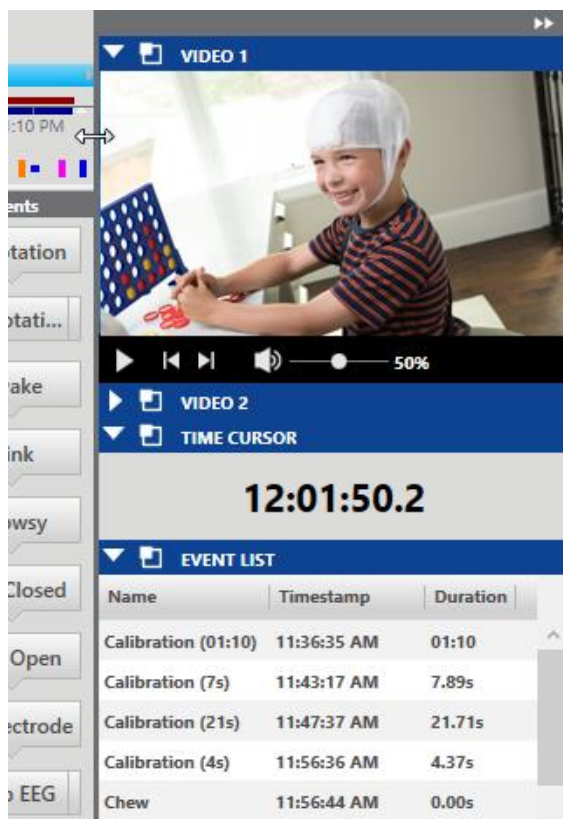 VIDEO 1
:10 PM
ents
tation
tati...
ake
ink
wsy
Closed
Open
ectrode
EEG
50%
VIDEO 2
TIME CURSOR
12:01:50.2
EVENT LIST
Name Timestamp Duration
Calibration (01:10) 11:36:35 AM 01:10
Calibration (7s) 11:43:17 AM 7.89s
Calibration (21s) 11:47:37 AM 21.71s
Calibration (4s) 11:56:36 AM 4.37s
Chew 11:56:44 AM 0.00s